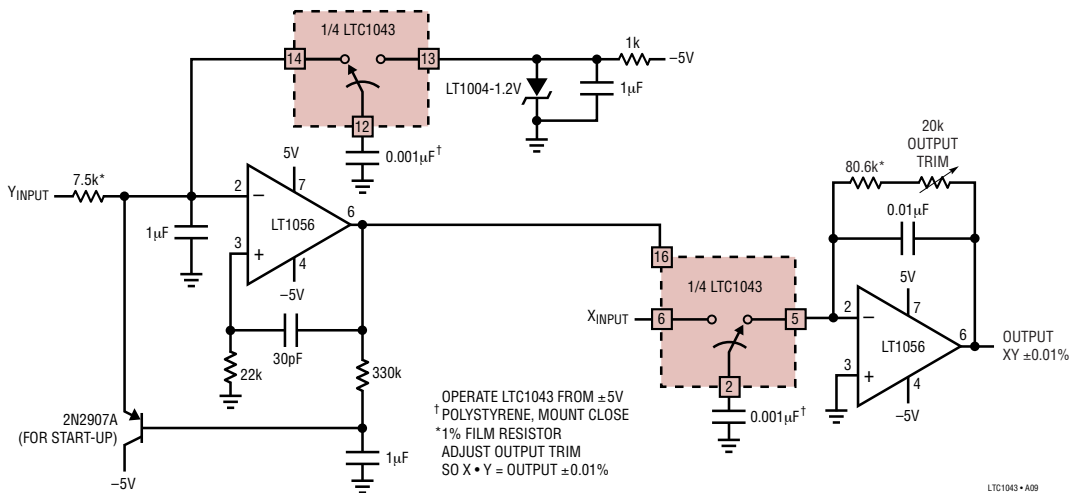 1/4 LTC1043
14
13
12
1k
–5V
LT1004-1.2V
1µF
0.001µF†
YINPUT
7.5k*
1µF
5V
2
7
6
3
4
LT1056
–5V
30pF
22k
330k
2N2907A
(FOR START-UP)
–5V
1µF
16
1/4 LTC1043
XINPUT
6
5
2
0.001µF†
20k
OUTPUT
TRIM
80.6k*
0.01µF
5V
2
7
6
3
4
LT1056
–5V
OUTPUT
XY ±0.01%
OPERATE LTC1043 FROM ±5V
†POLYSTYRENE, MOUNT CLOSE
*1% FILM RESISTOR
ADJUST OUTPUT TRIM
SO X • Y = OUTPUT ±0.01%
LTC1043 • A09